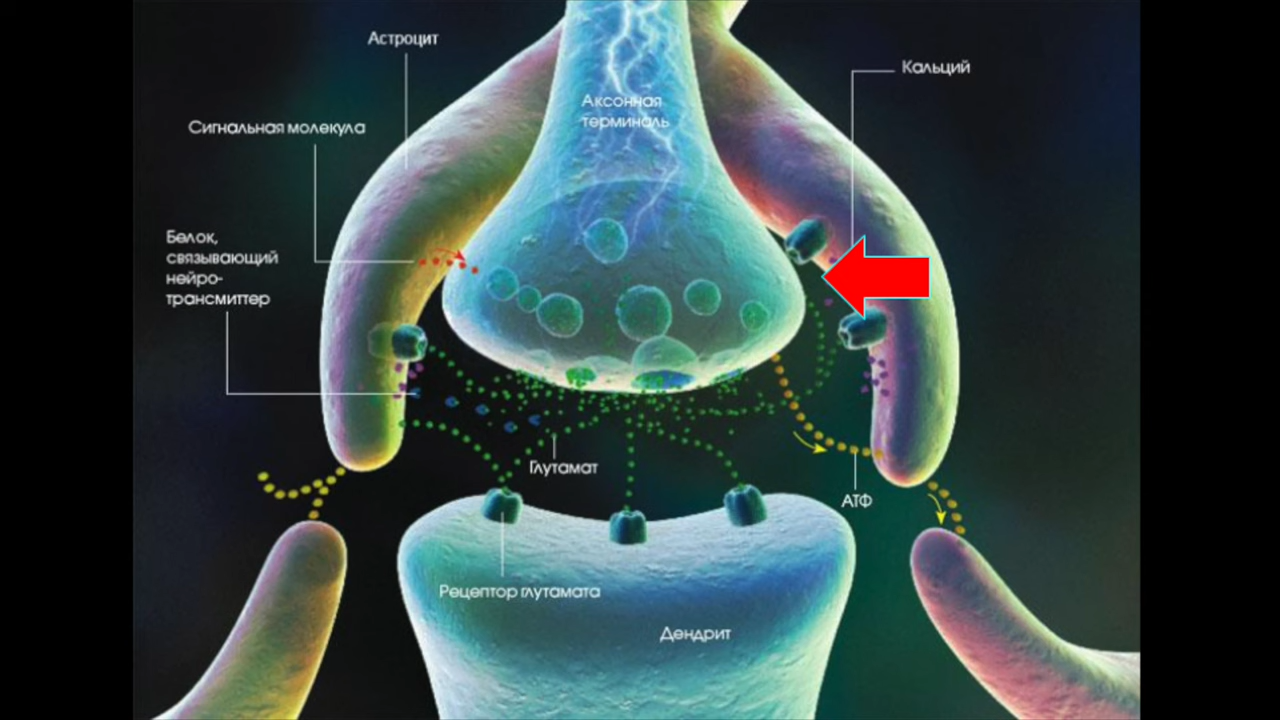 Астроцит
Кальций
Аксонная
терминаль
Сигнальная молекула
Белок,
связывающий
нейро-
трансмиттер
Глутамат
АТФ
Рецептор глутамата
Дендрит